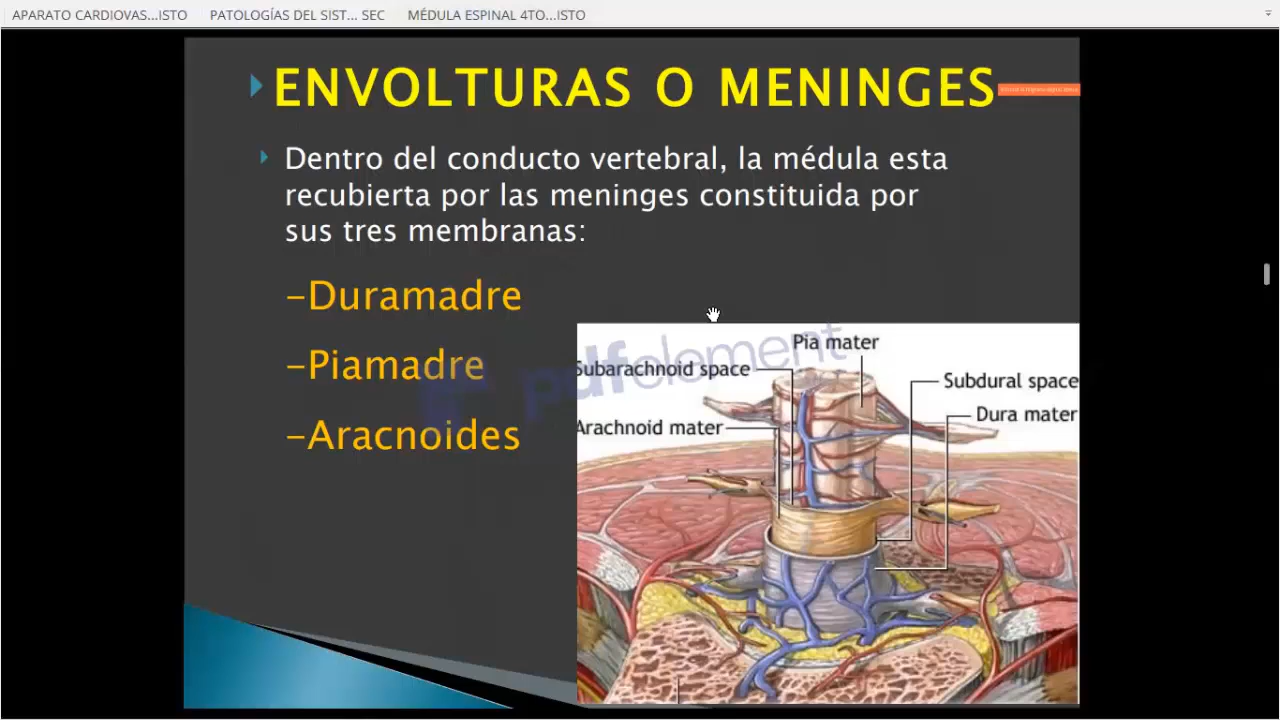 APARATO CARDIOVAS...ISTO
PATOLOGÍAS DEL SIST... SEC
MÉDULA ESPINAL 4TO...ISTO
ENVOLTURAS O MENINGES
Dentro del conducto vertebral, la médula esta
recubierta por las meninges constituida por
sus tres membranas:
-Duramadre
-Piamadre
-Aracnoides
pdfelement
Pia mater
Subarachnoid space
Subdural space
Dura mater
Arachnoid mater